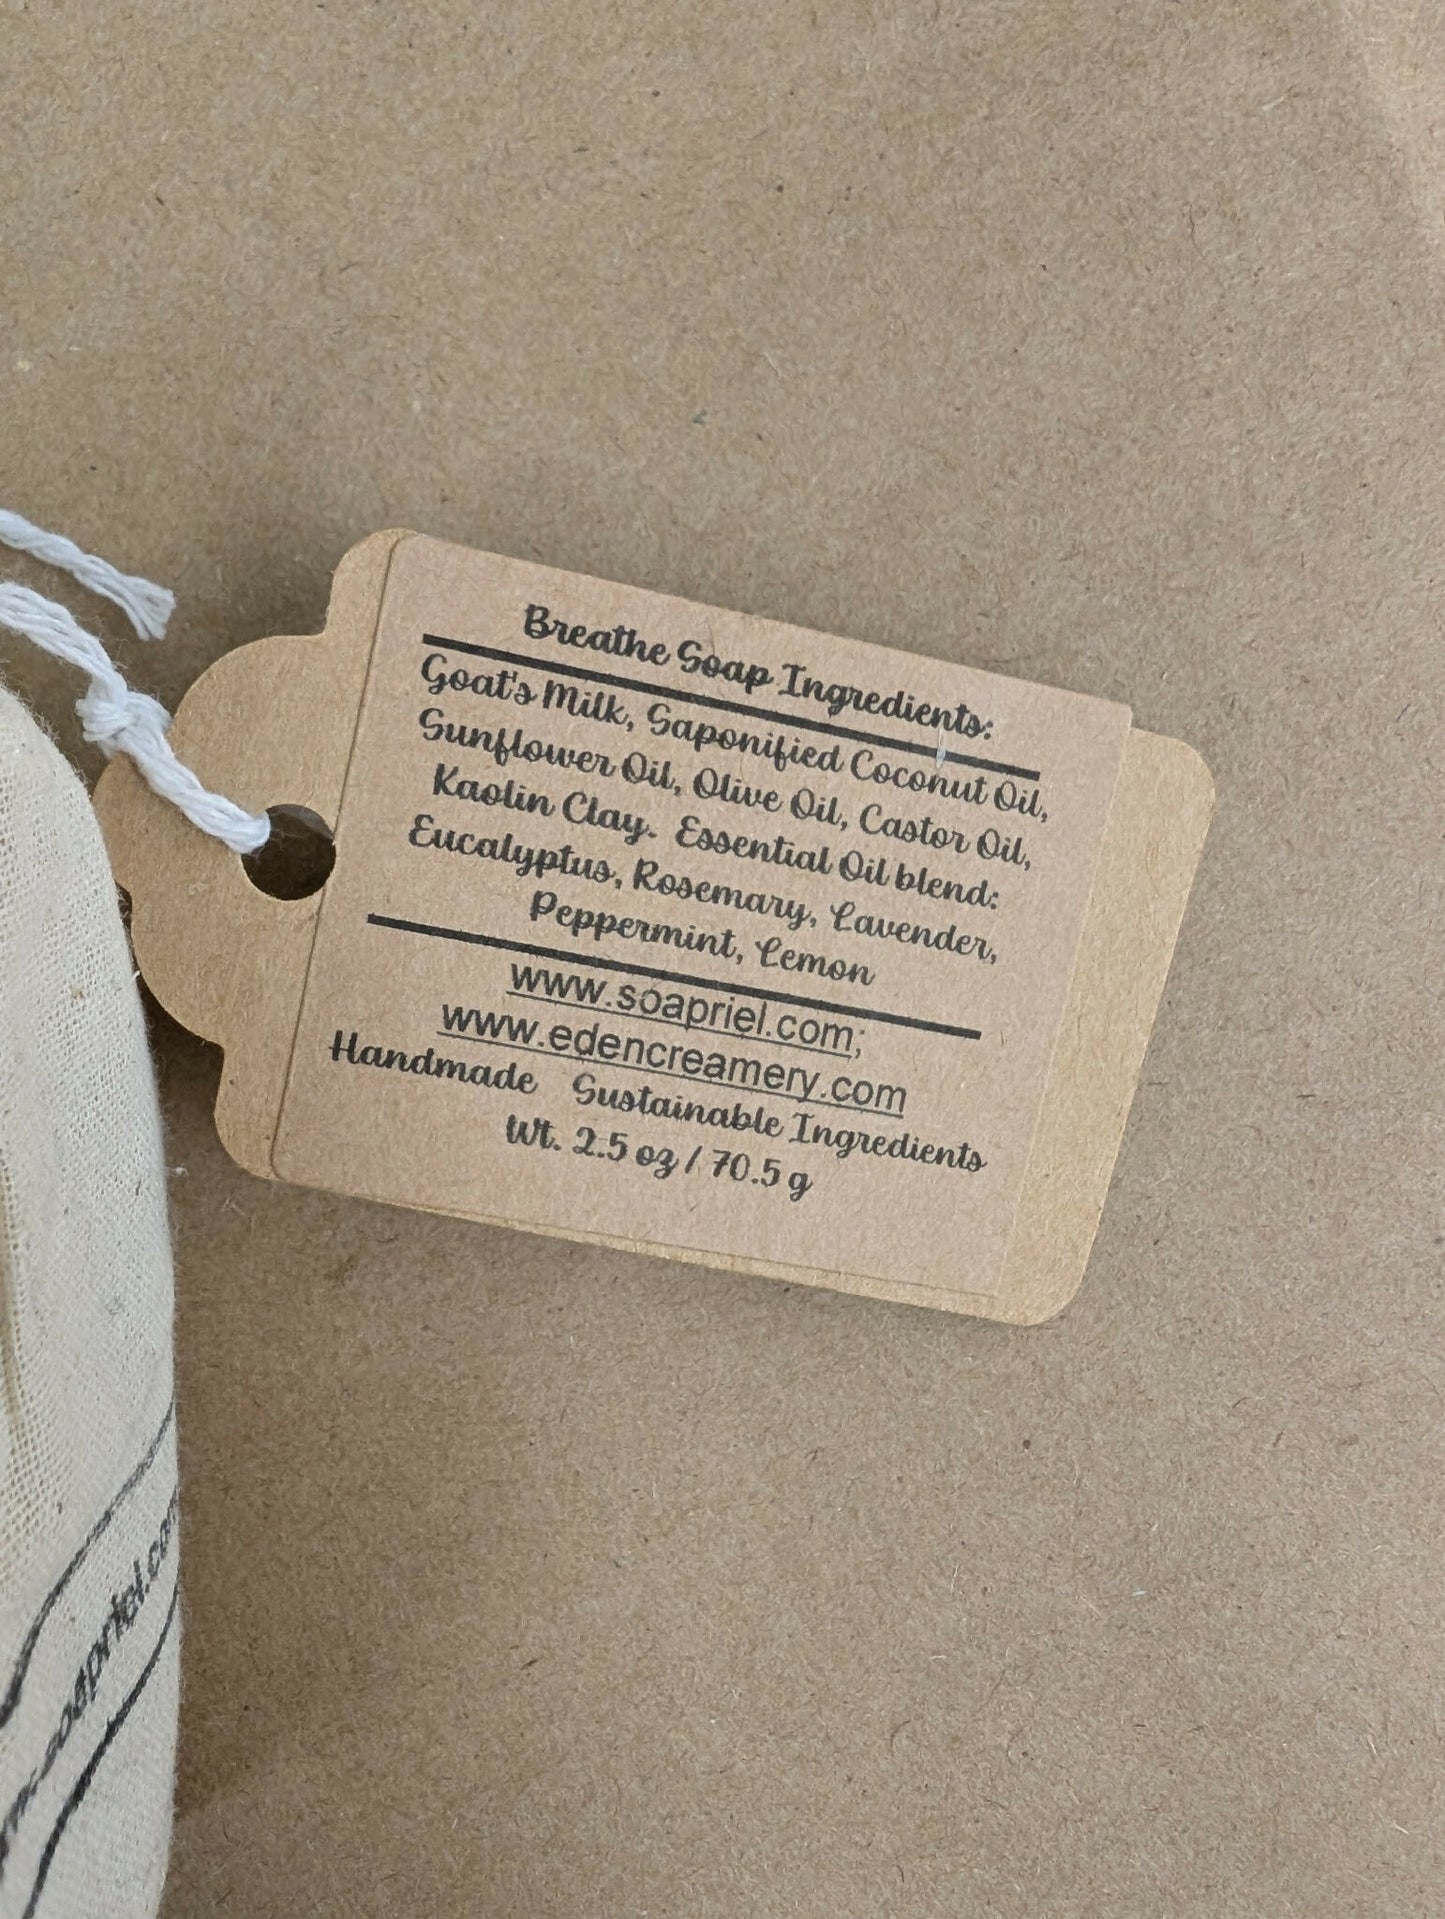 Breathe Soap Ingredients:
Goat's Milk, Saponified Coconut Oil,
Sunflower Oil, Olive Oil, Castor Oil,
Kaolin Clay. Essential Oil blend:
Eucalyptus, Rosemary, Lavender,
Peppermint, Lemon
www.soapriel.com;
www.edencreamery.com
Handmade Sustainable Ingredients
Wt. 2.5 oz / 70.5 g
soapriel.com